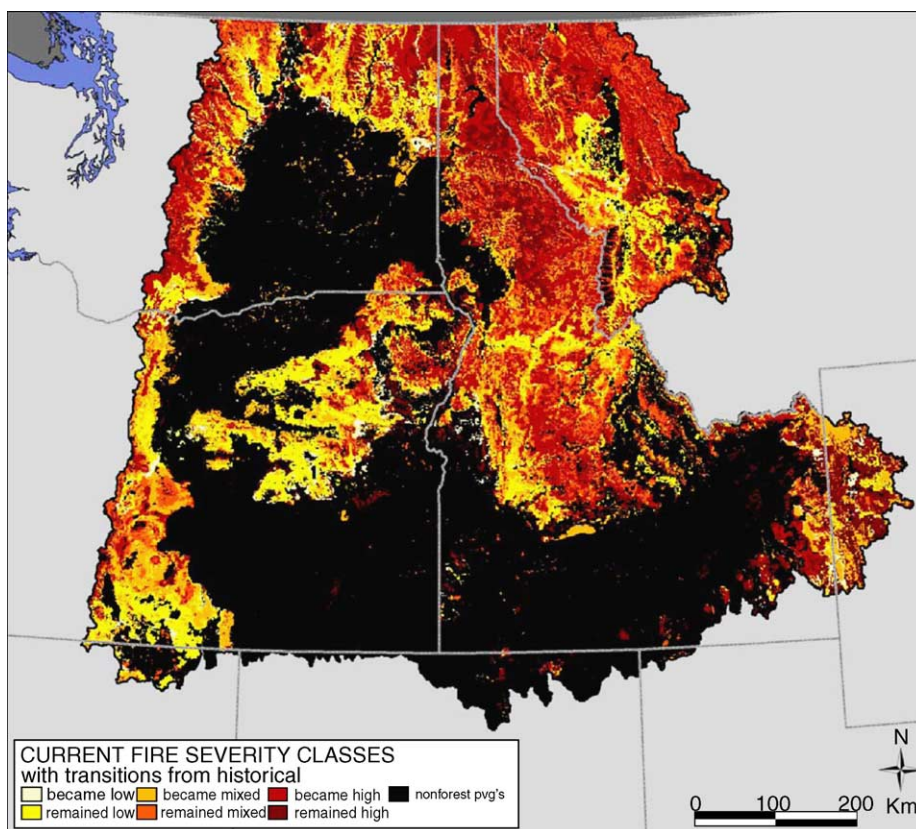 N
Km
0 100 200
CURRENT FIRE SEVERITY CLASSES
with transitions from historical
became low became mixed became high nonforest pvg's
remained low remained mixed remained high